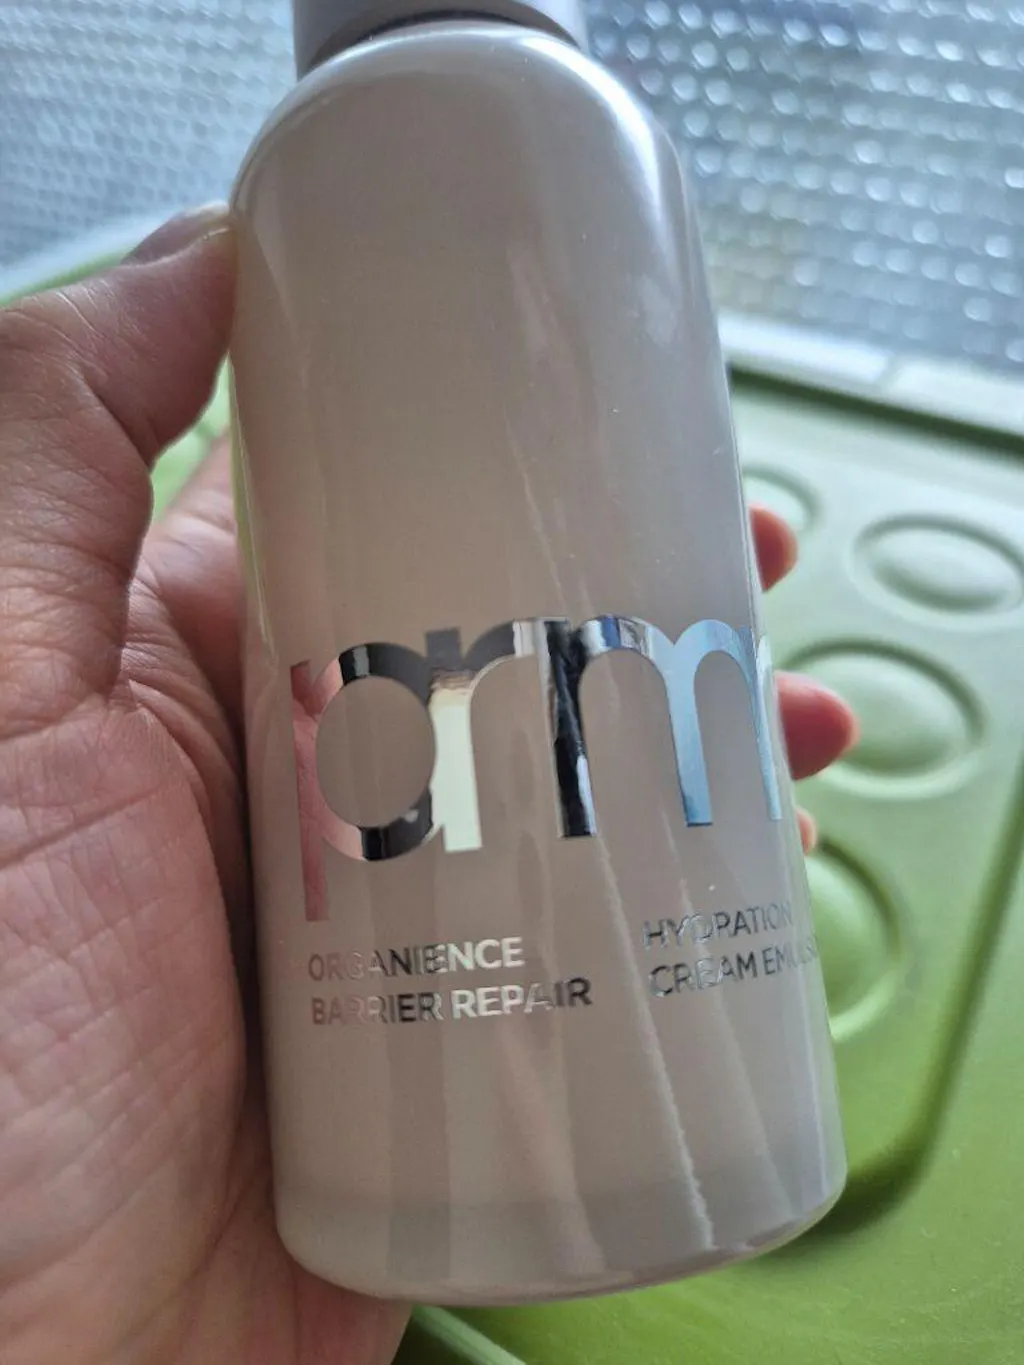 prm
ORGANIENCE
BARRIER REPAIR
HYDRATION
CREAM